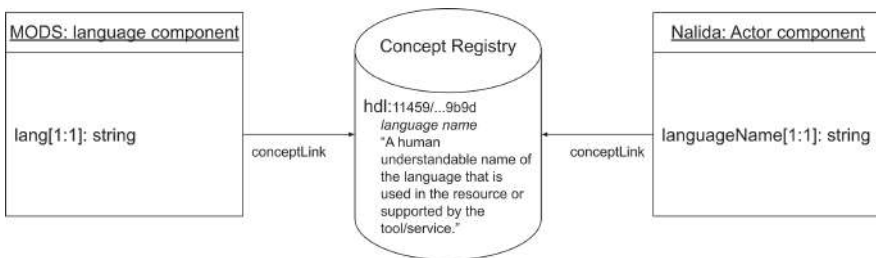 MODS: language component
lang[1:1]: string
conceptLink
Concept Registry
hdl:11459/...9b9d
language name
"A human
understandable name of
the language that is
used in the resource or
supported by the
tool/service."
conceptLink
Nalida: Actor component
languageName[1:1]: string